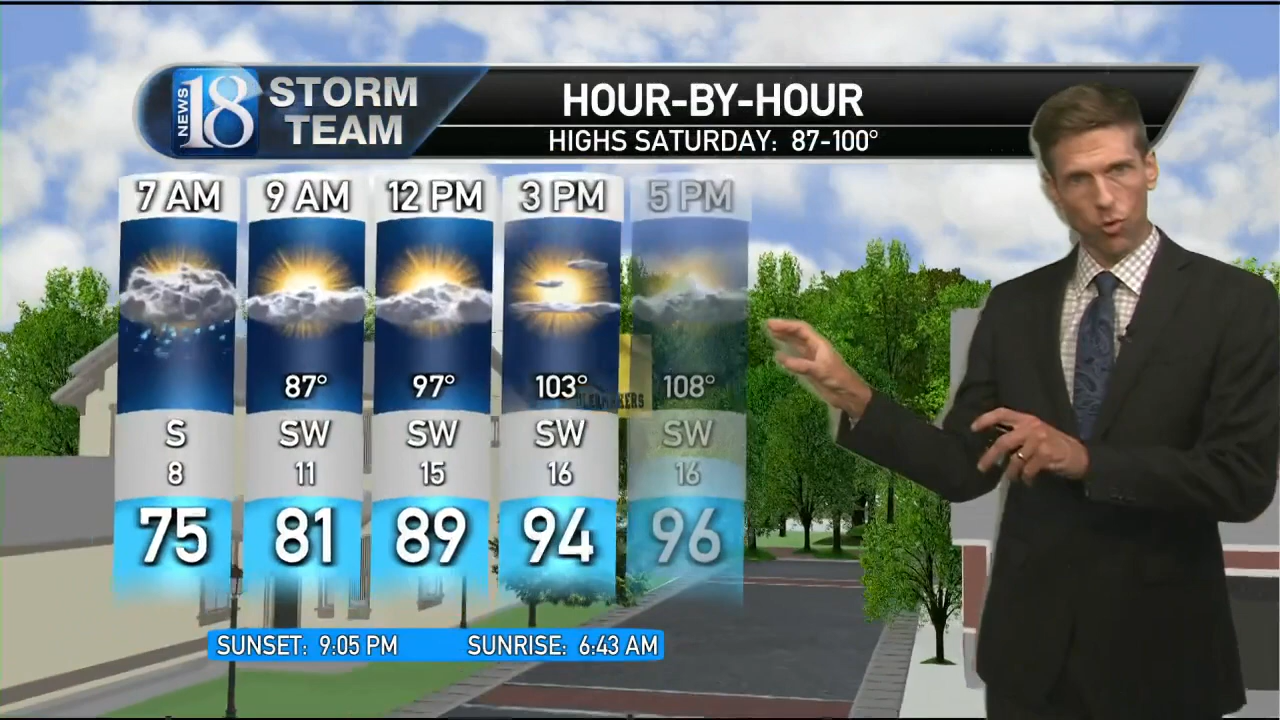 NEWS 18
STORM TEAM
HOUR-BY-HOUR
HIGHS SATURDAY: 87-100°
7 AM 9 AM 12 PM 3 PM 5 PM
87° 97° 103° 108°
S SW SW SW SW
8 11 15 16 16
75 81 89 94 96
SUNSET: 9:05 PM SUNRISE: 6:43 AM